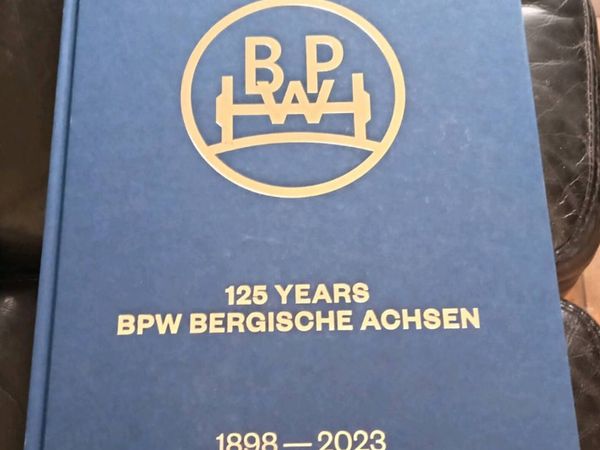 BPW
125 YEARS
BPW BERGISCHE ACHSEN
1898 — 2023